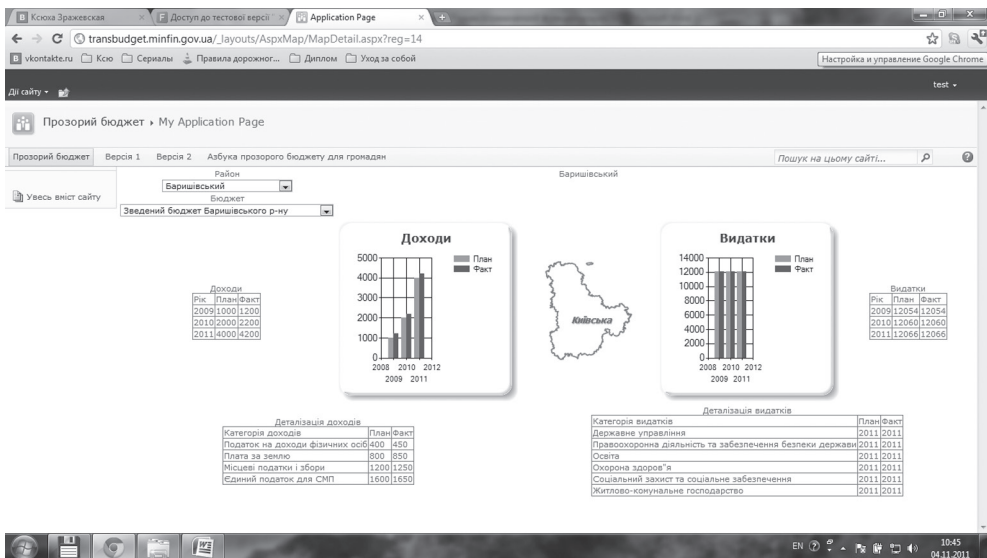 Ксюха Зражевская
Доступ до тестової версії
Application Page
transbudget.minfin.gov.ua/_layouts/AspxMap/MapDetail.aspx?reg=14
vkontakte.ru Ксю Сериалы Правила дорожног... Диплом Уход за собой
Настройка и управление Google Chrome
Дії сайту
test
Прозорий бюджет My Application Page
Прозорий бюджет Версія 1 Версія 2 Азбука прозорого бюджету для громадян
Пошук на цьому сайті...
Увесь вміст сайту
Район
Баришівський
Бюджет
Зведений бюджет Баришівського р-ну
Баришівський
Доходи
Рік План Факт
2009 1000 1200
2010 2000 2200
2011 4000 4200
Доходи
План
Факт
5000
4000
3000
2000
1000
0
2008 2010 2012
2009 2011
Київська
Видатки
План
Факт
14000
12000
10000
8000
6000
4000
2000
0
2008 2010 2012
2009 2011
Видатки
Рік План Факт
2009 12054 12054
2010 12060 12060
2011 12066 12066
Деталізація доходів
Категорія доходів План Факт
Податок на доходи фізичних осіб 400 450
Плата за землю 800 850
Місцеві податки і збори 1200 1250
Єдиний податок для СМП 1600 1650
Деталізація видатків
Категорія видатків План Факт
Державне управління 2011 2011
Правоохоронна діяльність та забезпечення безпеки держави 2011 2011
Освіта 2011 2011
Охорона здоров"я 2011 2011
Соціальний захист та соціальне забезпечення 2011 2011
Житлово-комунальне господарство 2011 2011
EN
10:45
04.11.2011